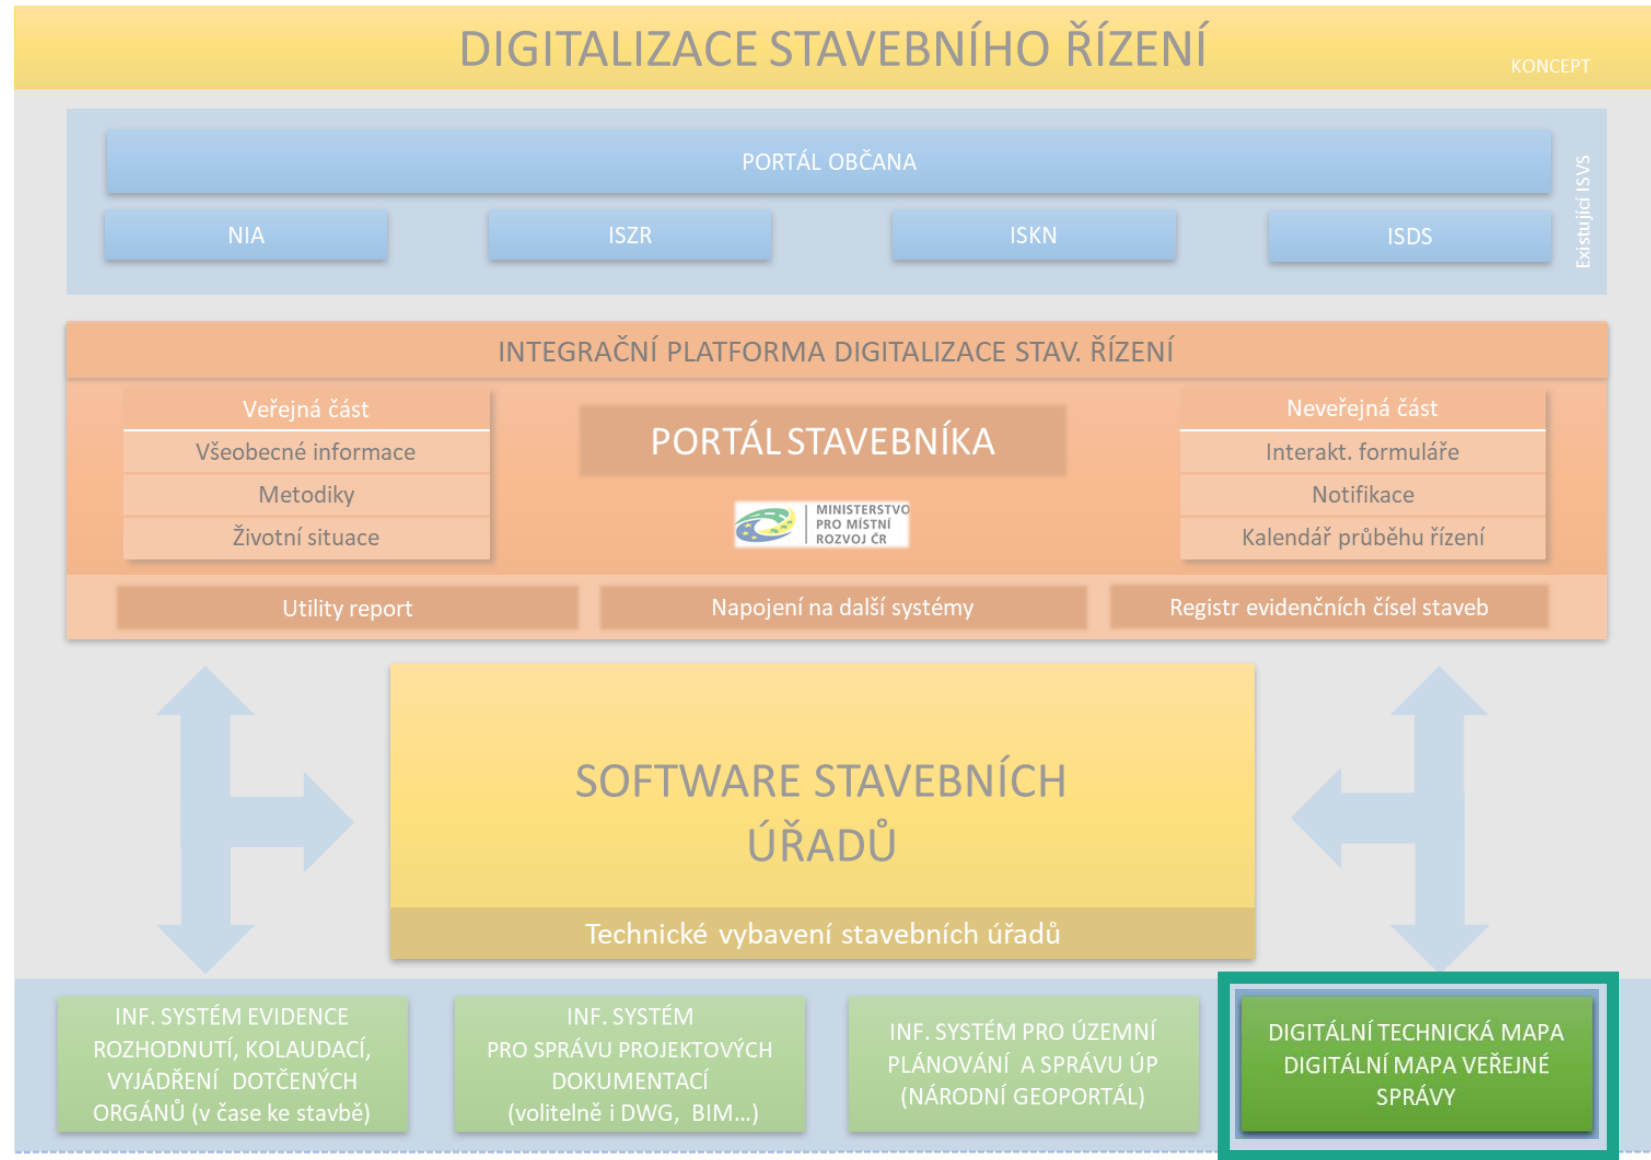 DIGITALIZACE STAVEBNÍHO ŘÍZENÍ
KONCEPT
PORTÁL OBČANA
NIA
ISZR
ISKN
ISDS
Existující ISVS
INTEGRAČNÍ PLATFORMA DIGITALIZACE STAV. ŘÍZENÍ
Veřejná část
Všeobecné informace
Metodiky
Životní situace
PORTÁL STAVEBNÍKA
MINISTERSTVO
PRO MÍSTNÍ
ROZVOJ ČR
Neveřejná část
Interakt. formuláře
Notifikace
Kalendář průběhu řízení
Utility report
Napojení na další systémy
Registr evidenčních čísel staveb
SOFTWARE STAVEBNÍCH
ÚŘADŮ
Technické vybavení stavebních úřadů
INF. SYSTÉM EVIDENCE
ROZHODNUTÍ, KOLAUDACÍ,
VYJÁDŘENÍ DOTČENÝCH
ORGÁNŮ (v čase ke stavbě)
INF. SYSTÉM
PRO SPRÁVU PROJEKTOVÝCH
DOKUMENTACÍ
(volitelně i DWG, BIM...)
INF. SYSTÉM PRO ÚZEMNÍ
PLÁNOVÁNÍ A SPRÁVU ÚP
(NÁRODNÍ GEOPORTÁL)
DIGITÁLNÍ TECHNICKÁ MAPA
DIGITÁLNÍ MAPA VEŘEJNÉ
SPRÁVY